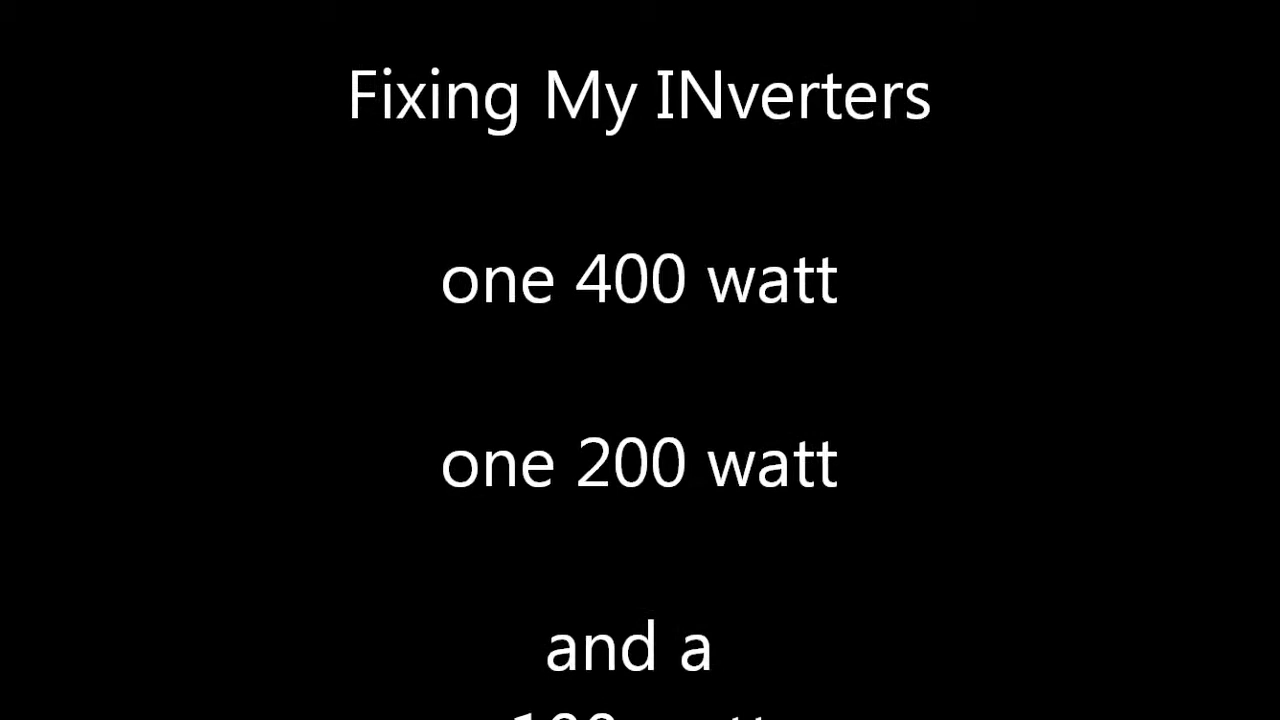 Fixing My INverters
one 400 watt
one 200 watt
and a